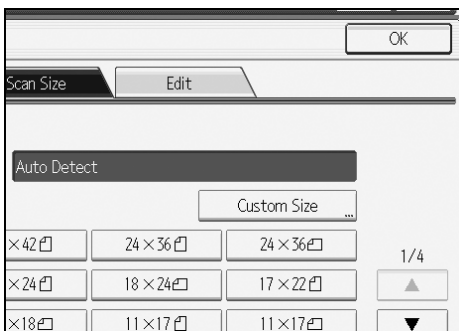 OK
Scan Size Edit
Auto Detect
Custom Size ...
×42 24×36 24×36
1/4
×24 18×24 17×22
×18 11×17 11×17